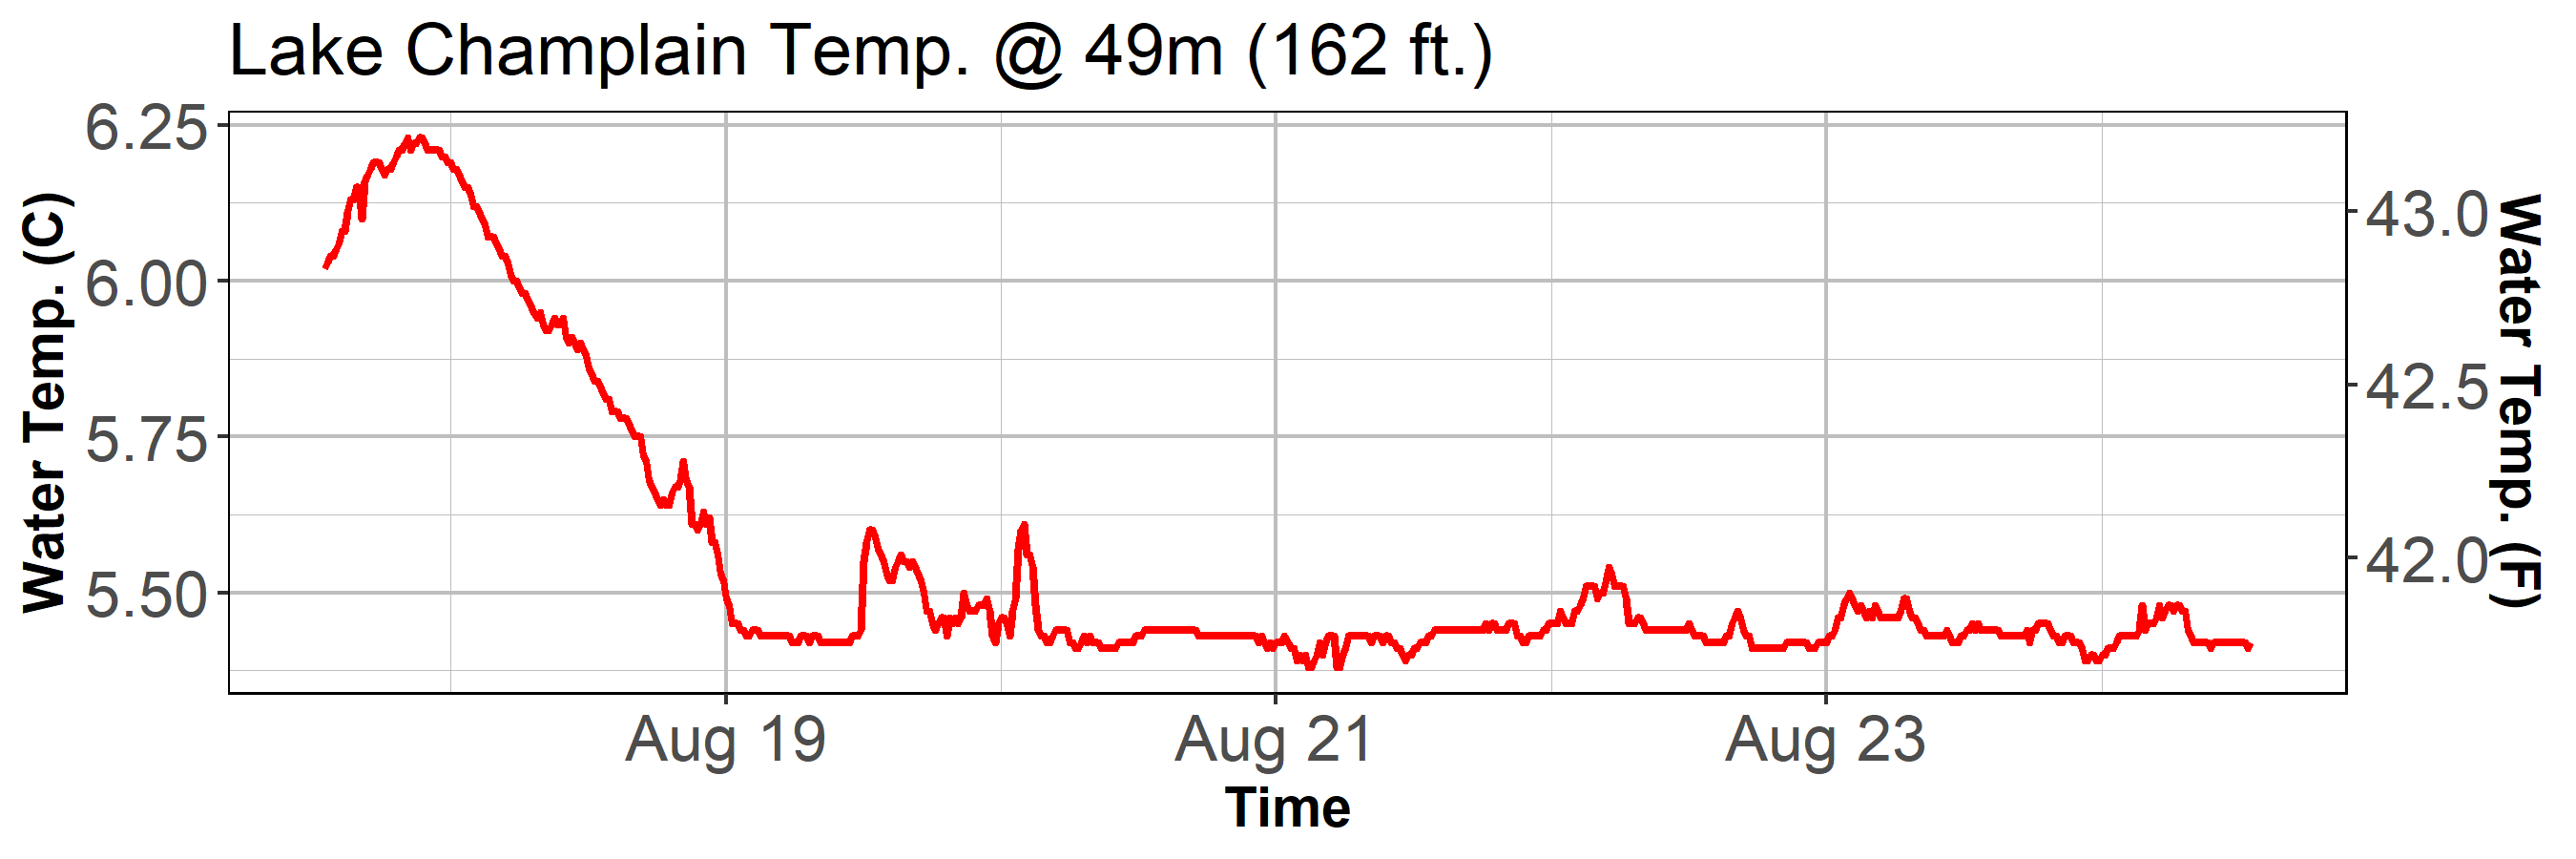 Lake Champlain Temp. @ 49m (162 ft.)
Water Temp. (C)
6.25
6.00
5.75
5.50
43.0
42.5
42.0
Water Temp. (F)
Aug 19 Aug 21 Aug 23
Time